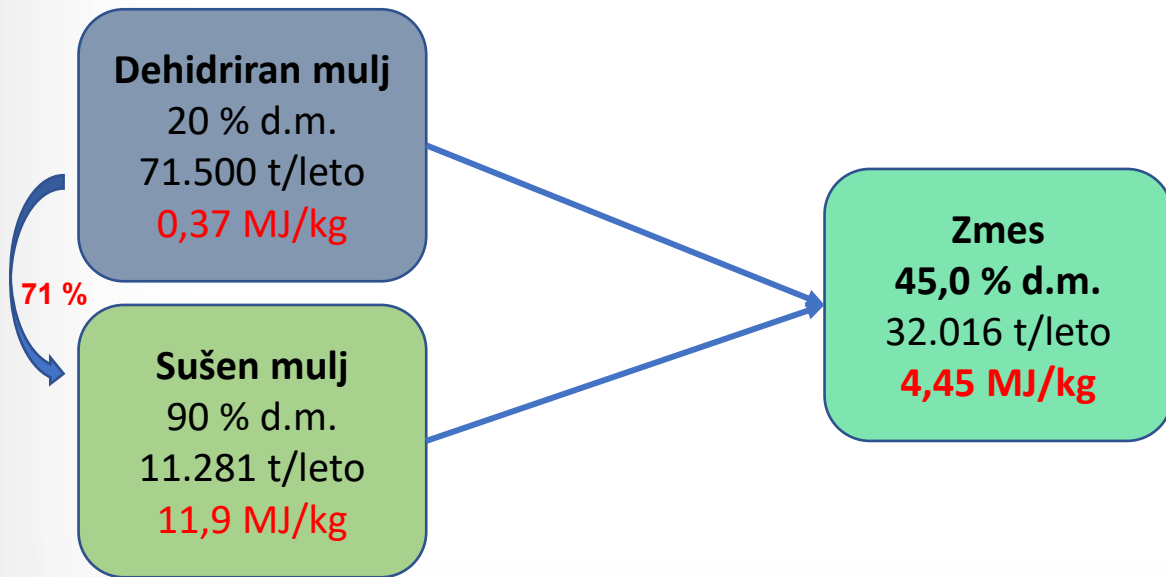 Dehidriran mulj
20 % d.m.
71.500 t/leto
0,37 MJ/kg
71 %
Sušen mulj
90 % d.m.
11.281 t/leto
11,9 MJ/kg
Zmes
45,0 % d.m.
32.016 t/leto
4,45 MJ/kg